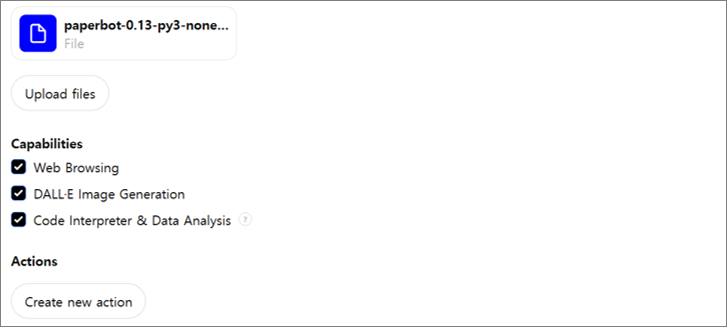 paperbot-0.13-py3-none...
File
Upload files
Capabilities
Web Browsing
DALL·E Image Generation
Code Interpreter & Data Analysis ?
Actions
Create new action